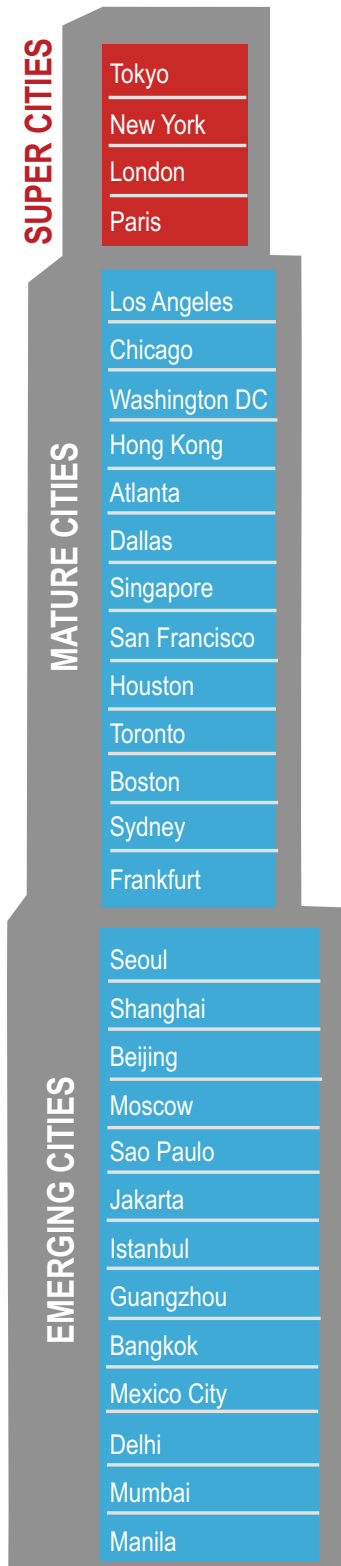 SUPER CITIES
Tokyo
New York
London
Paris
MATURE CITIES
Los Angeles
Chicago
Washington DC
Hong Kong
Atlanta
Dallas
Singapore
San Francisco
Houston
Toronto
Boston
Sydney
Frankfurt
EMERGING CITIES
Seoul
Shanghai
Beijing
Moscow
Sao Paulo
Jakarta
Istanbul
Guangzhou
Bangkok
Mexico City
Delhi
Mumbai
Manila